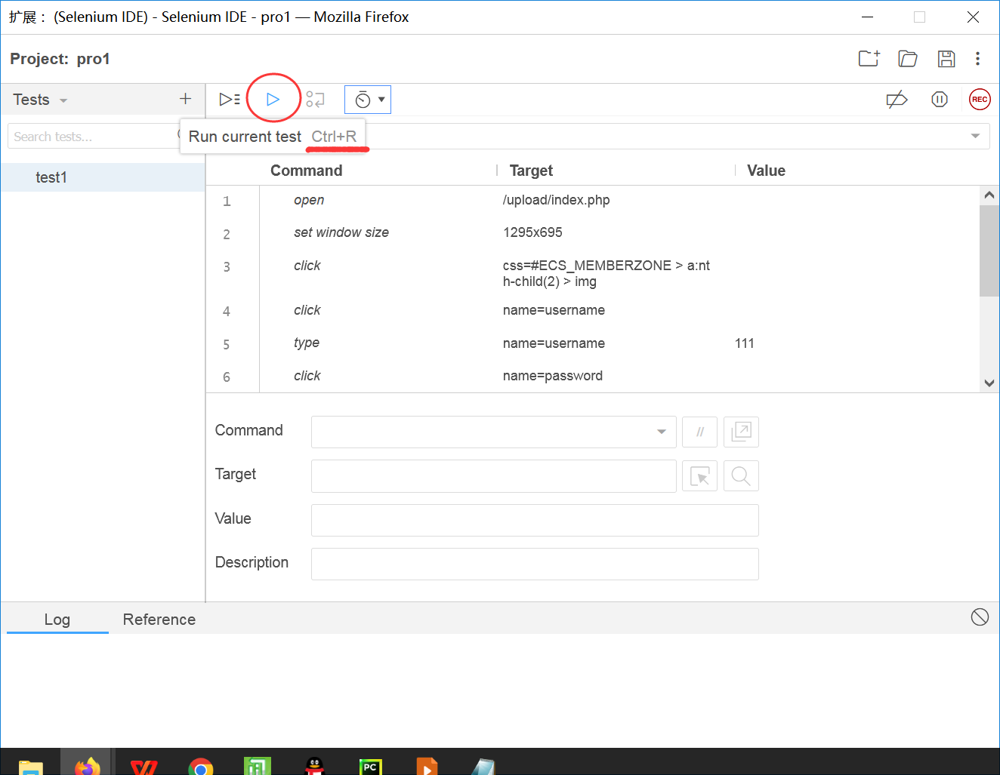 扩展： (Selenium IDE) - Selenium IDE - pro1 — Mozilla Firefox
Project: pro1
Tests
REC
Run current test Ctrl+R
Search tests...
Command Target Value
test1
1 open /upload/index.php
2 set window size 1295x695
3 click css=#ECS_MEMBERZONE > a:nt
h-child(2) > img
4 click name=username
5 type name=username 111
6 click name=password
Command //
Target
Value
Description
Log Reference
PC